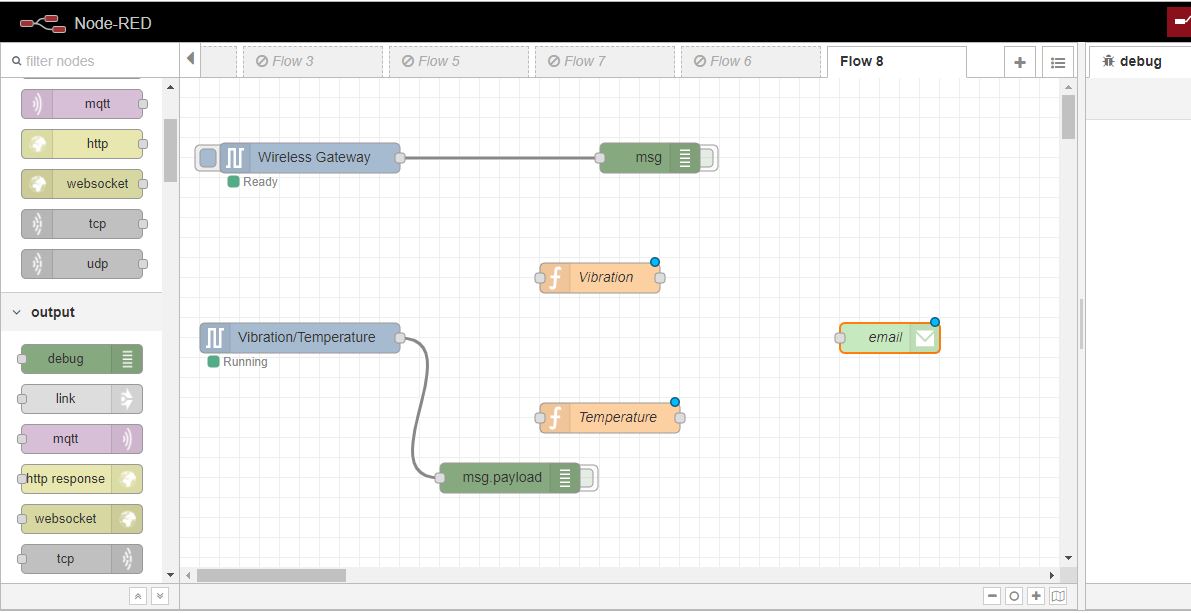 Node-RED
filter nodes
Flow 3
Flow 5
Flow 7
Flow 6
Flow 8
debug
mqtt
http
websocket
tcp
udp
output
debug
link
mqtt
http response
websocket
tcp
Wireless Gateway
msg
Ready
Vibration
Vibration/Temperature
email
Running
Temperature
msg.payload